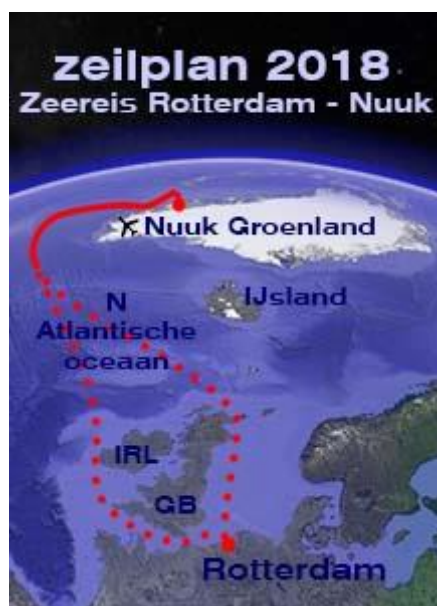 zeilplan 2018
Zeereis Rotterdam - Nuuk
Nuuk Groenland
IJsland
N
Atlantische
oceaan
IRL
GB
Rotterdam